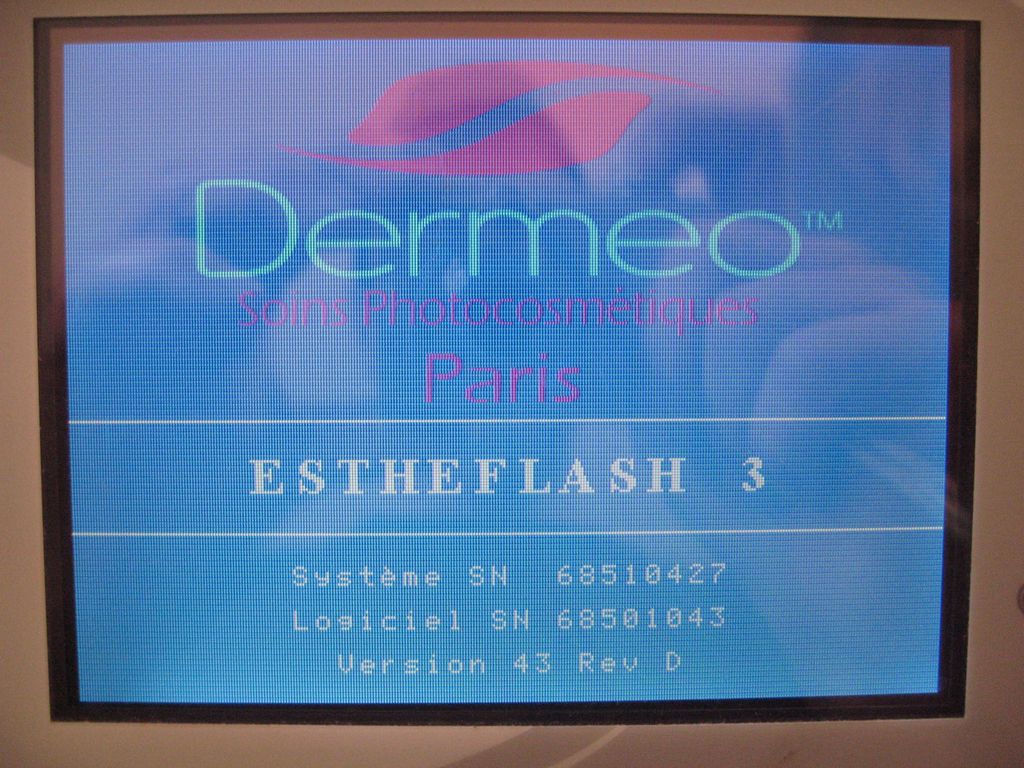 Dermeo™
Soins Photocosmétiques
Paris
ESTHEFLASH 3
Système SN 68510427
Logiciel SN 68501043
Version 43 Rev D